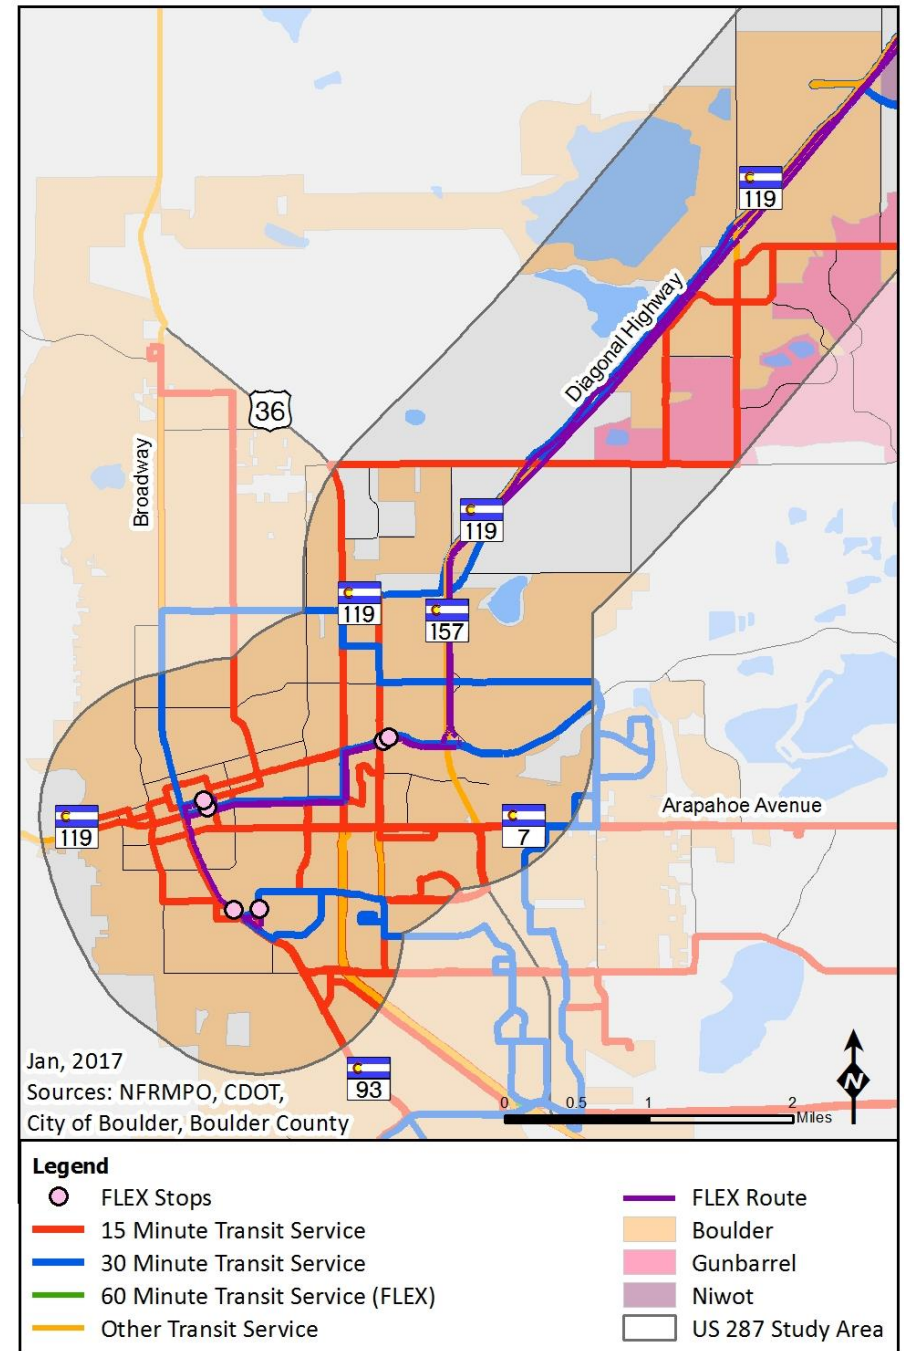 119
Diagonal Highway
36
Broadway
119
119
157
Arapahoe Avenue
119
7
Jan, 2017
Sources: NFRMPO, CDOT,
City of Boulder, Boulder County
93
N
0 0.5 1 2
Miles
Legend
FLEX Stops
15 Minute Transit Service
30 Minute Transit Service
60 Minute Transit Service (FLEX)
Other Transit Service
FLEX Route
Boulder
Gunbarrel
Niwot
US 287 Study Area